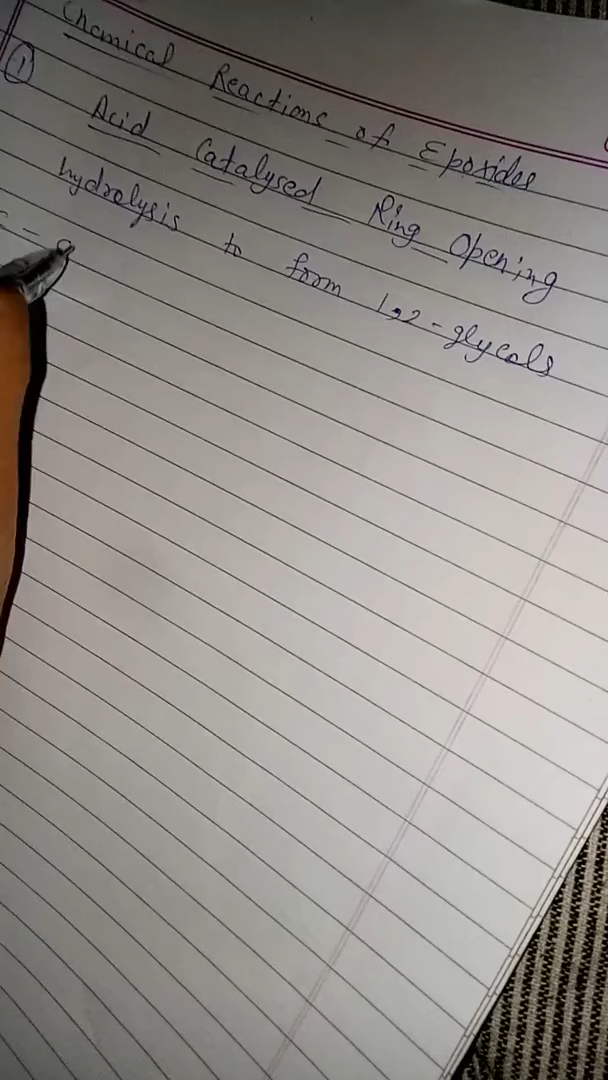 Chemical Reactions of Epoxides
① Acid Catalysed Ring Opening
hydrolysis to form 1,2-glycols